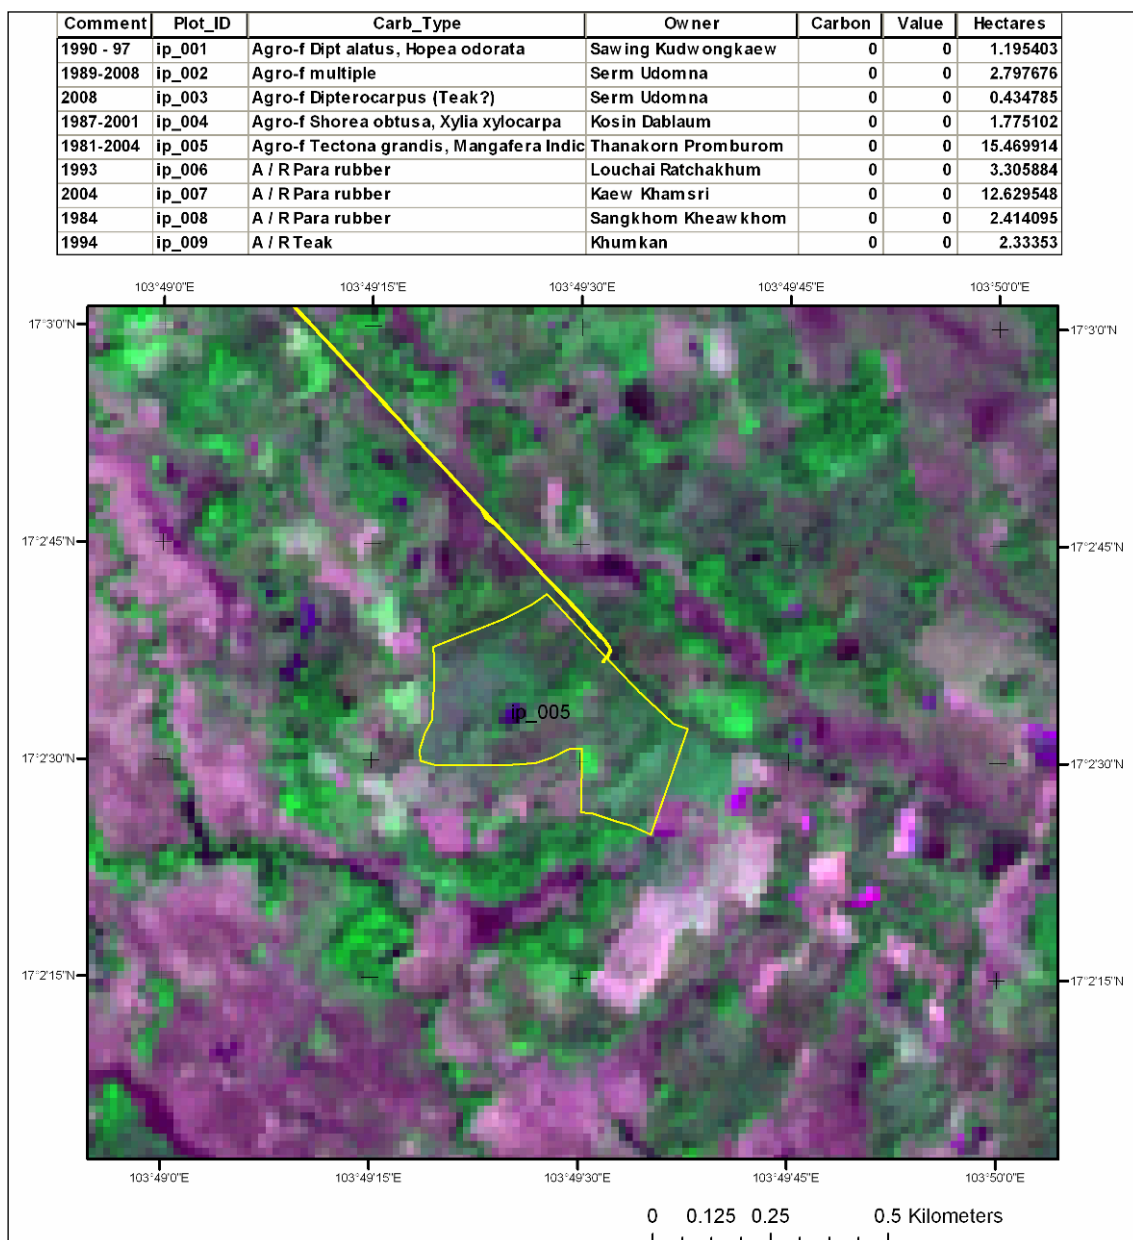 Comment Plot_ID Carb_Type Owner Carbon Value Hectares
1990 - 97 ip_001 Agro-f Dipt alatus, Hopea odorata Sawing Kudwongkaew 0 0 1.195403
1989-2008 ip_002 Agro-f multiple Serm Udomna 0 0 2.797676
2008 ip_003 Agro-f Dipterocarpus (Teak?) Serm Udomna 0 0 0.434785
1987-2001 ip_004 Agro-f Shorea obtusa, Xylia xylocarpa Kosin Dablaum 0 0 1.775102
1981-2004 ip_005 Agro-f Tectona grandis, Mangafera Indic Thanakorn Promburom 0 0 15.469914
1993 ip_006 A / R Para rubber Louchai Ratchakhum 0 0 3.305884
2004 ip_007 A / R Para rubber Kaew Khamsri 0 0 12.629548
1984 ip_008 A / R Para rubber Sangkhom Kheawkhom 0 0 2.414095
1994 ip_009 A / R Teak Khumkan 0 0 2.33353
103°49'0"E 103°49'15"E 103°49'30"E 103°49'45"E 103°50'0"E
17°3'0"N 17°3'0"N
17°2'45"N 17°2'45"N
ip_005
17°2'30"N 17°2'30"N
17°2'15"N 17°2'15"N
103°49'0"E 103°49'15"E 103°49'30"E 103°49'45"E 103°50'0"E
0 0.125 0.25 0.5 Kilometers